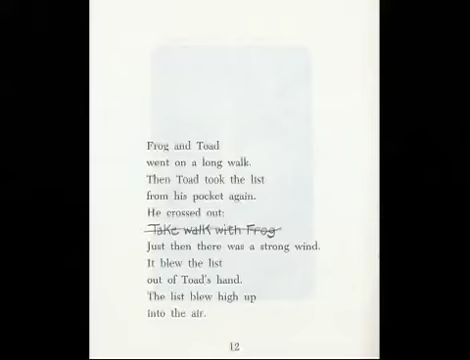 Frog and Toad
went on a long walk.
Then Toad took the list
from his pocket again.
He crossed out:
Take walk with Frog
Just then there was a strong wind.
It blew the list
out of Toad's hand.
The list blew high up
into the air.
12